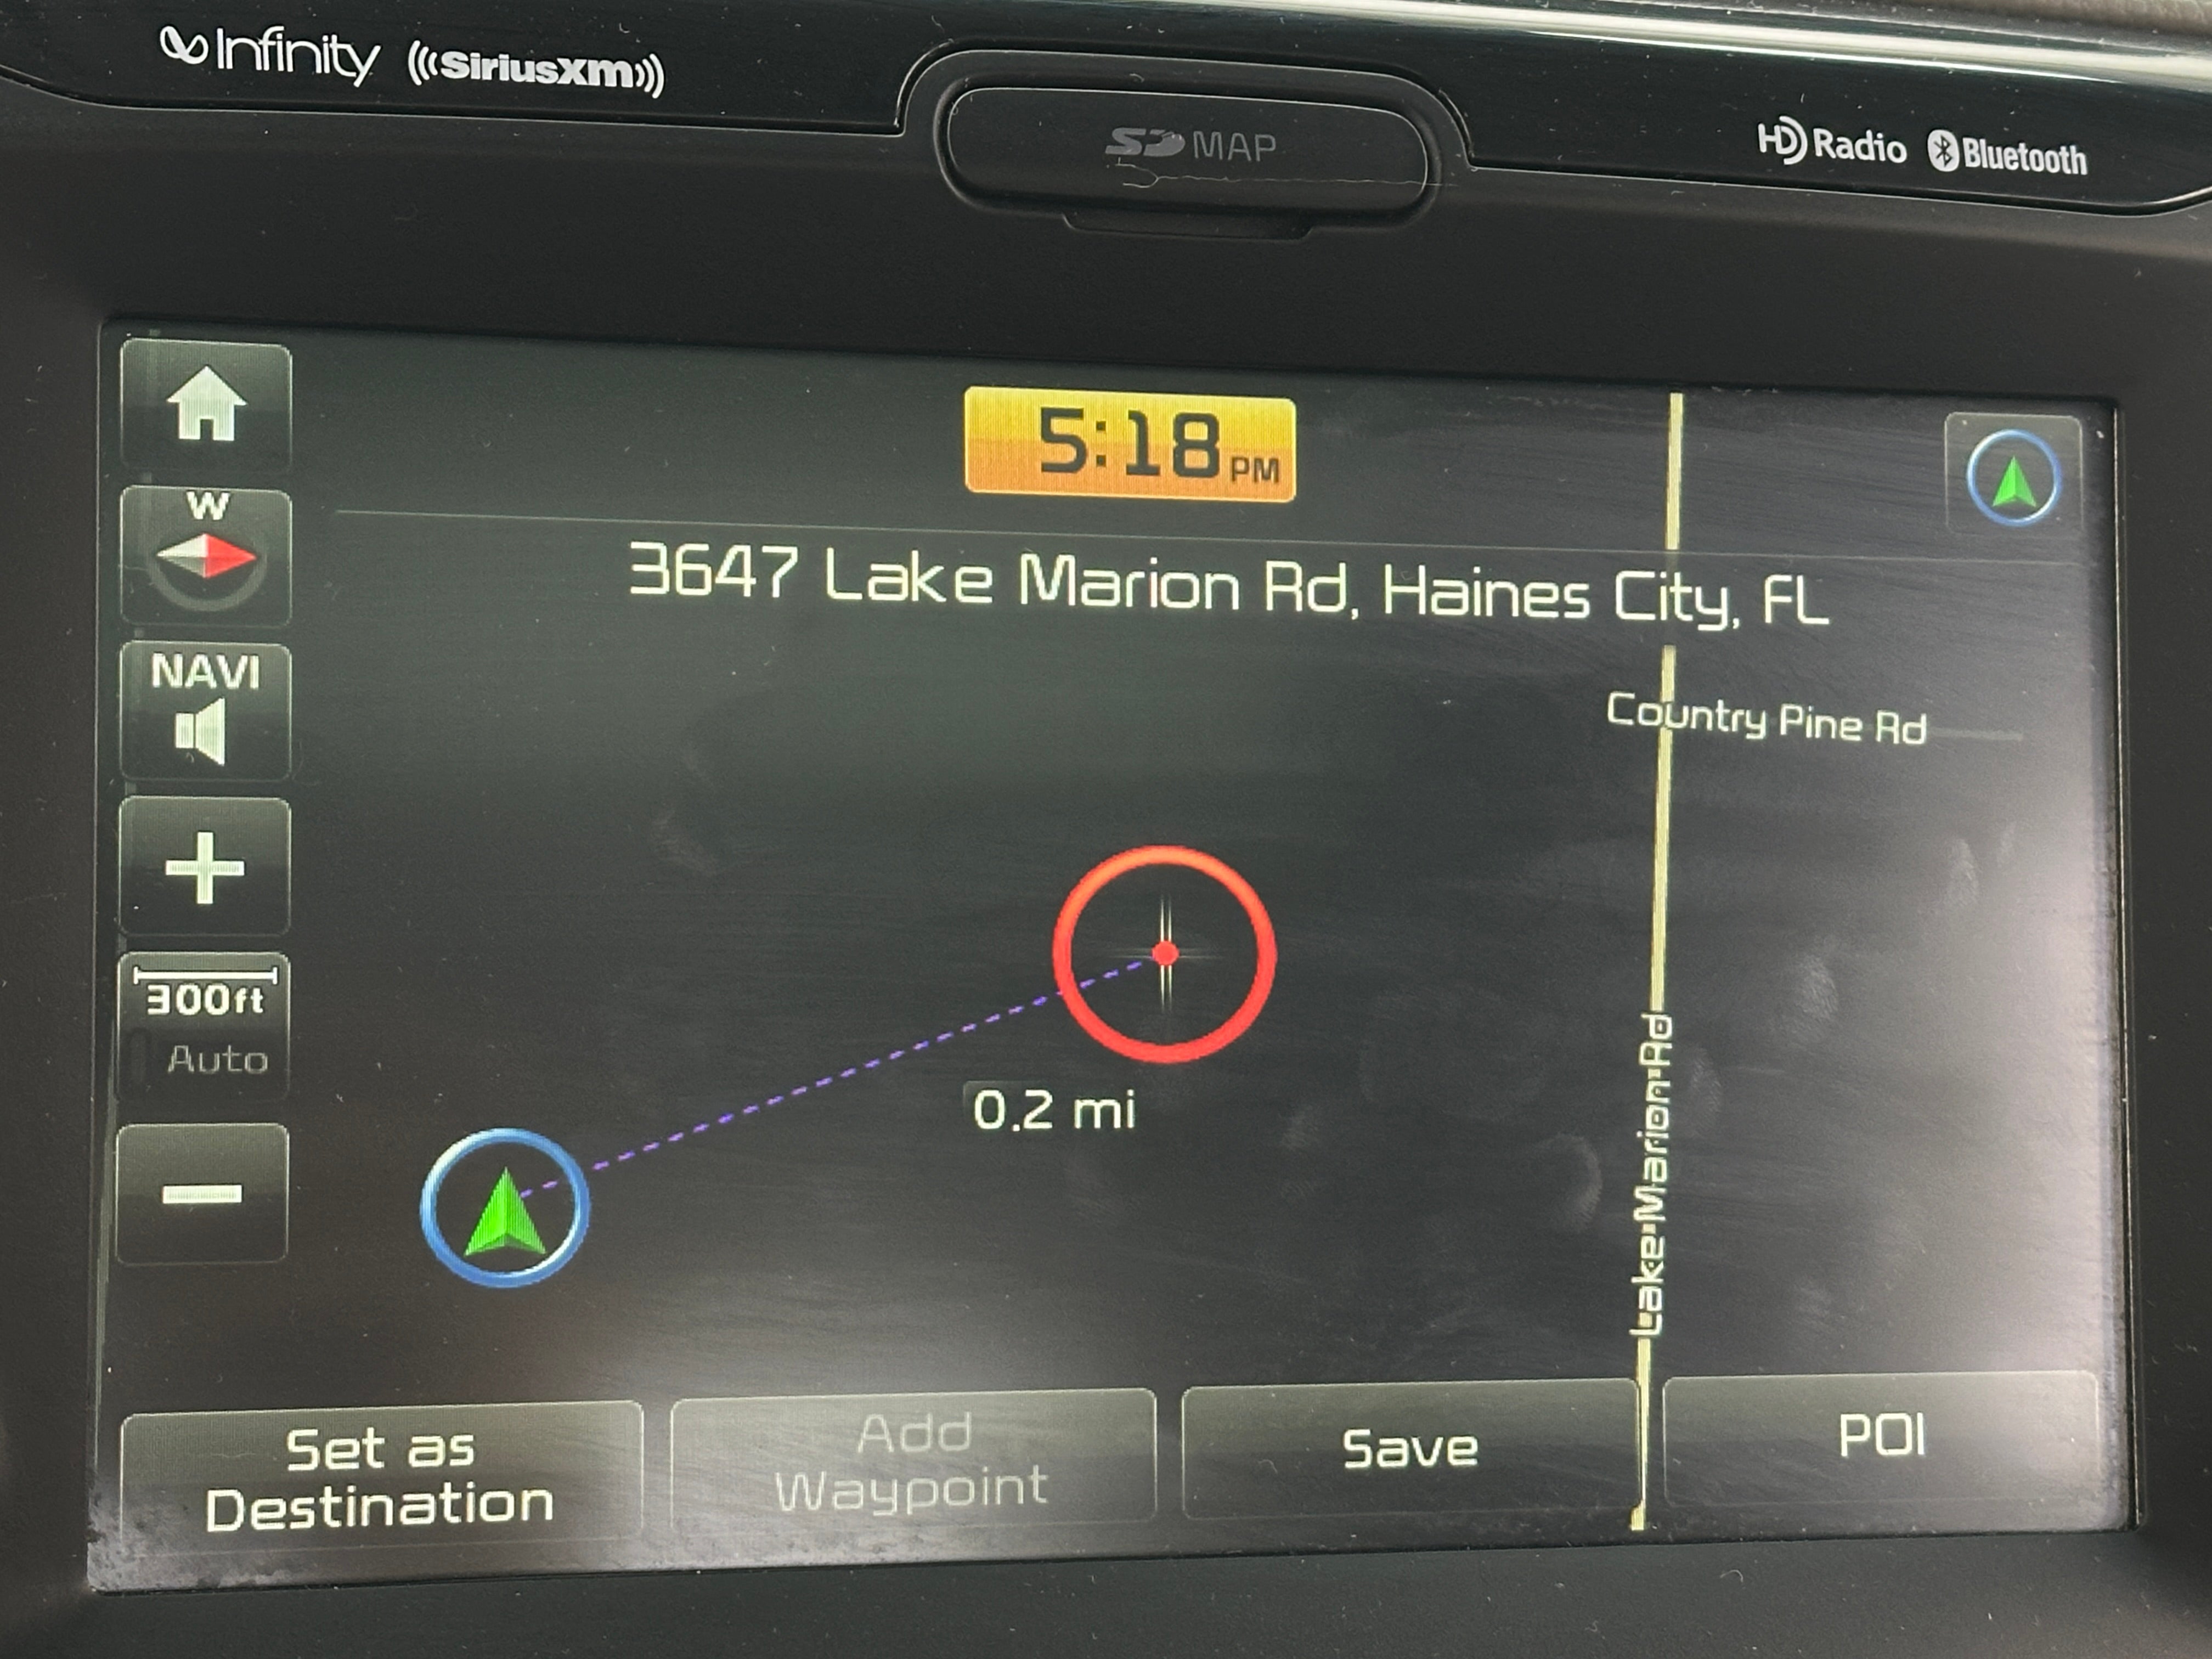 Infinity SiriusXM
SD MAP
HD Radio Bluetooth
5:18 PM
W
3647 Lake Marion Rd, Haines City, FL
NAVI
Country Pine Rd
300ft
Auto
0.2 mi
Lake Marion Rd
Set as
Destination
Add
Waypoint
Save
POI